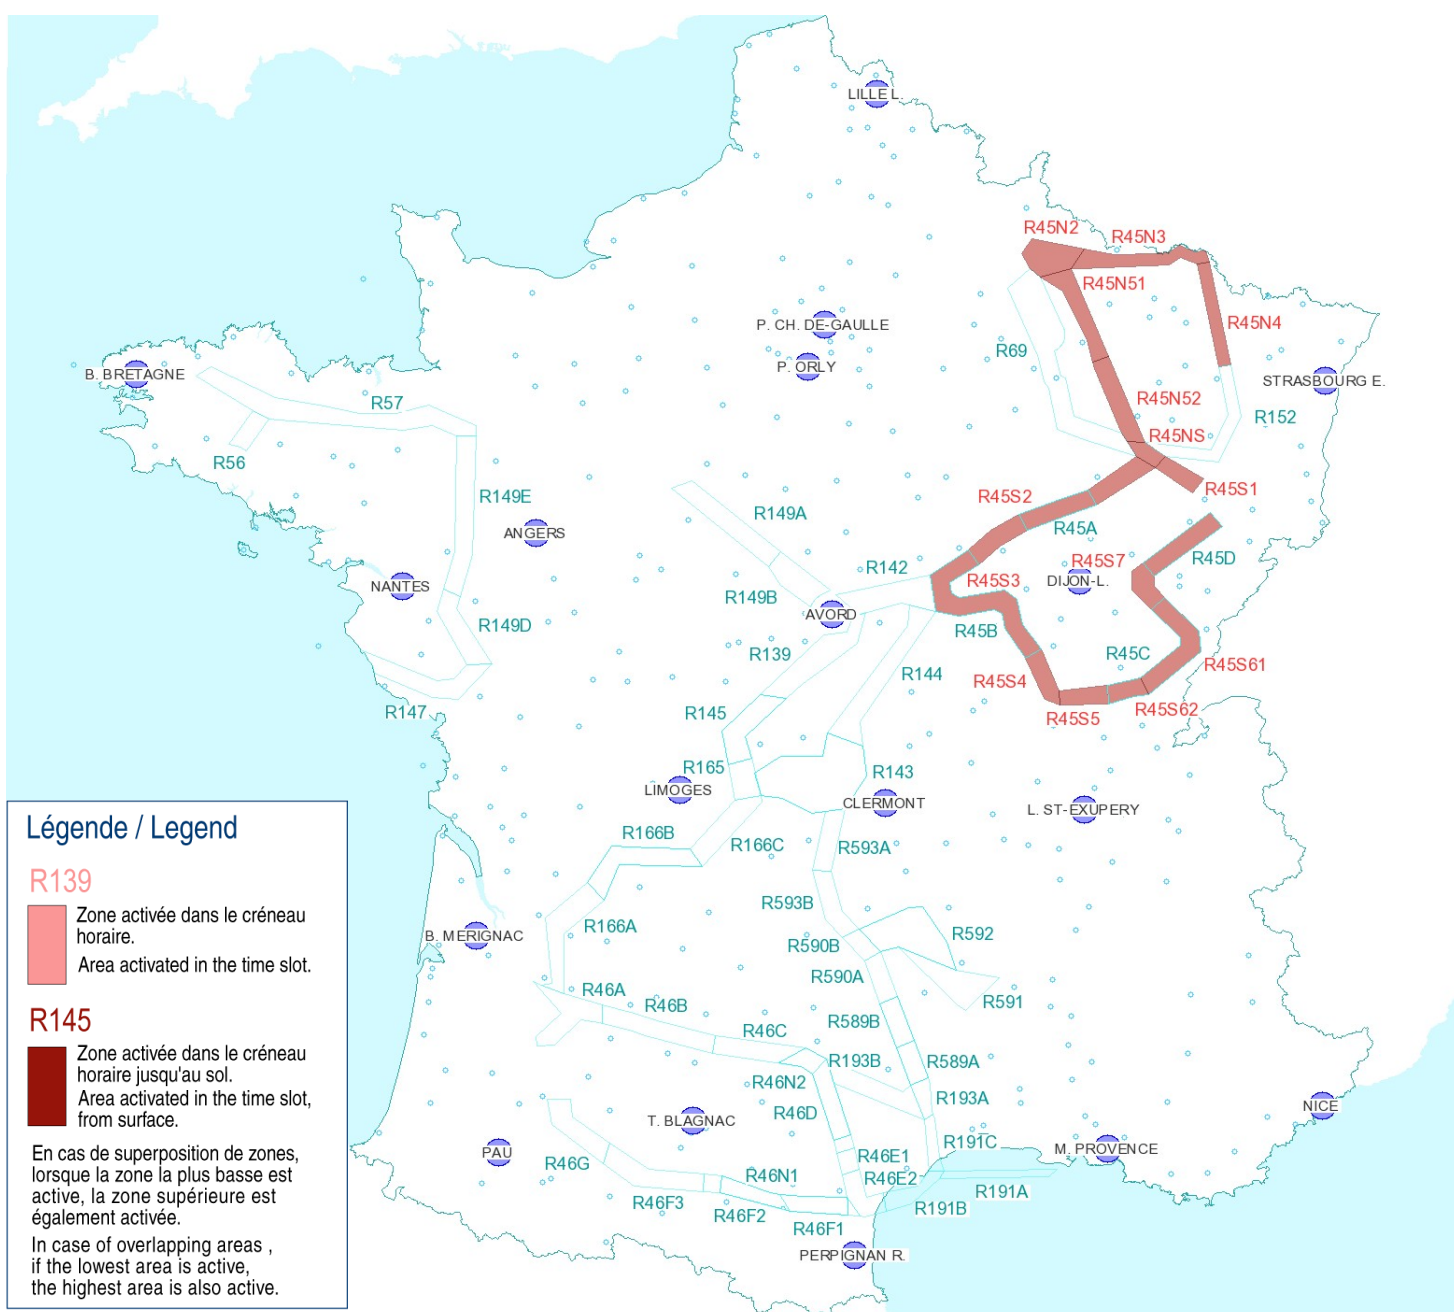 LILLE L.
R45N2
R45N3
R45N51
P. CH. DE-GAULLE
R45N4
R69
P. ORLY
B. BRETAGNE
STRASBOURG E.
R57
R45N52
R152
R45NS
R56
R149E
R45S2
R45S1
R149A
R45A
ANGERS
R45S7
R45D
R142
R45S3
DIJON-L.
NANTES
R149B
AVORD
R149D
R45B
R139
R45C
R45S61
R144
R45S4
R147
R145
R45S5
R45S62
R165
R143
LIMOGES
CLERMONT
L. ST-EXUPERY
R166B
R166C
R593A
R593B
R166A
B. MERIGNAC
R590B
R592
R590A
R46A
R46B
R591
R46C
R589B
R193B
R589A
R46N2
R46D
R193A
NICE
T. BLAGNAC
R191C
M. PROVENCE
PAU
R46G
R46E1
R46N1
R46E2
R191A
R46F3
R46F2
R191B
R46F1
PERPIGNAN R.
Légende / Legend
R139
Zone activée dans le créneau
horaire.
Area activated in the time slot.
R145
Zone activée dans le créneau
horaire jusqu'au sol.
Area activated in the time slot,
from surface.
En cas de superposition de zones,
lorsque la zone la plus basse est
active, la zone supérieure est
également activée.
In case of overlapping areas ,
if the lowest area is active,
the highest area is also active.